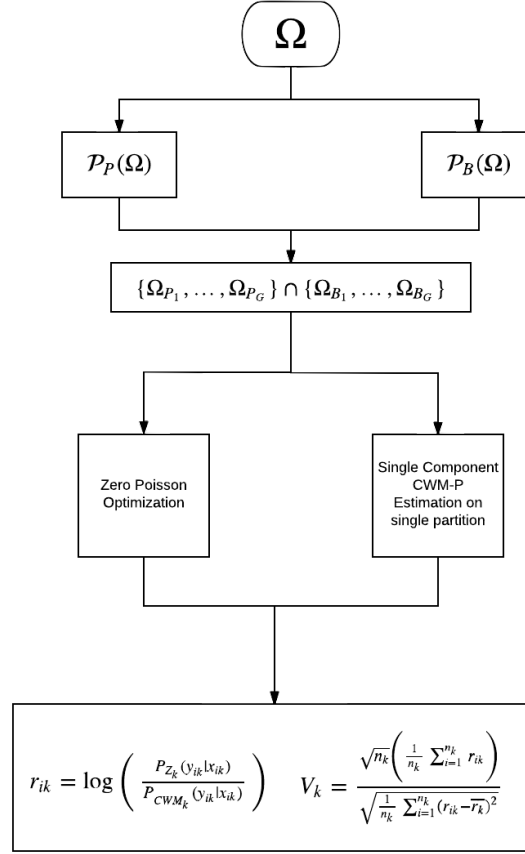 Ω
𝒫_P(Ω) 𝒫_B(Ω)
{Ω_{P_1}, … , Ω_{P_G}} ∩ {Ω_{B_1}, … , Ω_{B_G}}
Zero Poisson
Optimization
Single Component
CWM-P
Estimation on
single partition
r_{ik} = log ( P_{Z_k}(y_{ik}|x_{ik}) / P_{CWM_k}(y_{ik}|x_{ik}) )
V_k = √n_k ( 1/n_k ∑_{i=1}^{n_k} r_{ik} ) / √( 1/n_k ∑_{i=1}^{n_k} (r_{ik} − \overline{r_k})^2 )